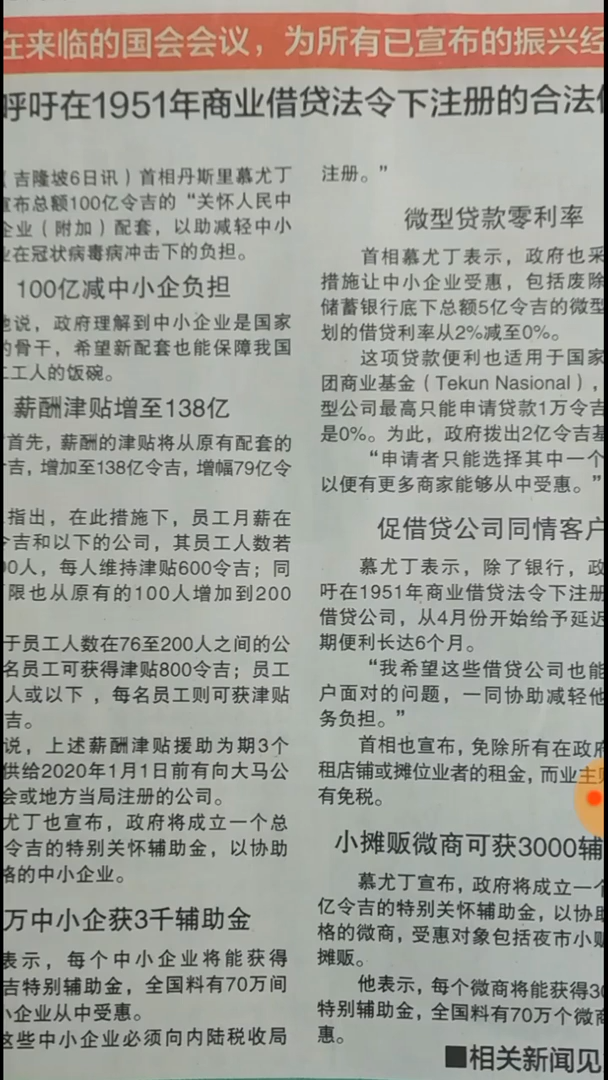 在来临的国会会议，为所有已宣布的振兴经
呼吁在1951年商业借贷法令下注册的合法
（吉隆坡6日讯）首相丹斯里慕尤丁
宣布总额100亿令吉的“关怀人民中
企业（附加）配套，以助减轻中小
业在冠状病毒病冲击下的负担。
100亿减中小企负担
他说，政府理解到中小企业是国家
的骨干，希望新配套也能保障我国
工工人的饭碗。
薪酬津贴增至138亿
“首先，薪酬的津贴将从原有配套的
令吉，增加至138亿令吉，增幅79亿令
指出，在此措施下，员工月薪在
令吉和以下的公司，其员工人数若
00人，每人维持津贴600令吉；同
限也从原有的100人增加到200
于员工人数在76至200人之间的公
名员工可获得津贴800令吉；员工
人或以下，每名员工则可获津贴
吉。
说，上述薪酬津贴援助为期3个
供给2020年1月1日前有向大马公
会或地方当局注册的公司。
尤丁也宣布，政府将成立一个总
令吉的特别关怀辅助金，以协助
格的中小企业。
万中小企获3千辅助金
表示，每个中小企业将能获得
吉特别辅助金，全国料有70万间
小企业从中受惠。
这些中小企业必须向内陆税收局
注册。”
微型贷款零利率
首相慕尤丁表示，政府也采
措施让中小企业受惠，包括废除
储蓄银行底下总额5亿令吉的微型
划的借贷利率从2%减至0%。
这项贷款便利也适用于国家
团商业基金（Tekun Nasional），
型公司最高只能申请贷款1万令吉
是0%。为此，政府拨出2亿令吉基
“申请者只能选择其中一个
以便有更多商家能够从中受惠。”
促借贷公司同情客户
慕尤丁表示，除了银行，政
吁在1951年商业借贷法令下注册
借贷公司，从4月份开始给予延迟
期便利长达6个月。
“我希望这些借贷公司也能
户面对的问题，一同协助减轻他
务负担。”
首相也宣布，免除所有在政府
租店铺或摊位业者的租金，而业主
有免税。
小摊贩微商可获3000辅
慕尤丁宣布，政府将成立一个
亿令吉的特别关怀辅助金，以协助
格的微商，受惠对象包括夜市小贩
摊贩。
他表示，每个微商将能获得30
特别辅助金，全国料有70万个微商
惠。
■相关新闻见